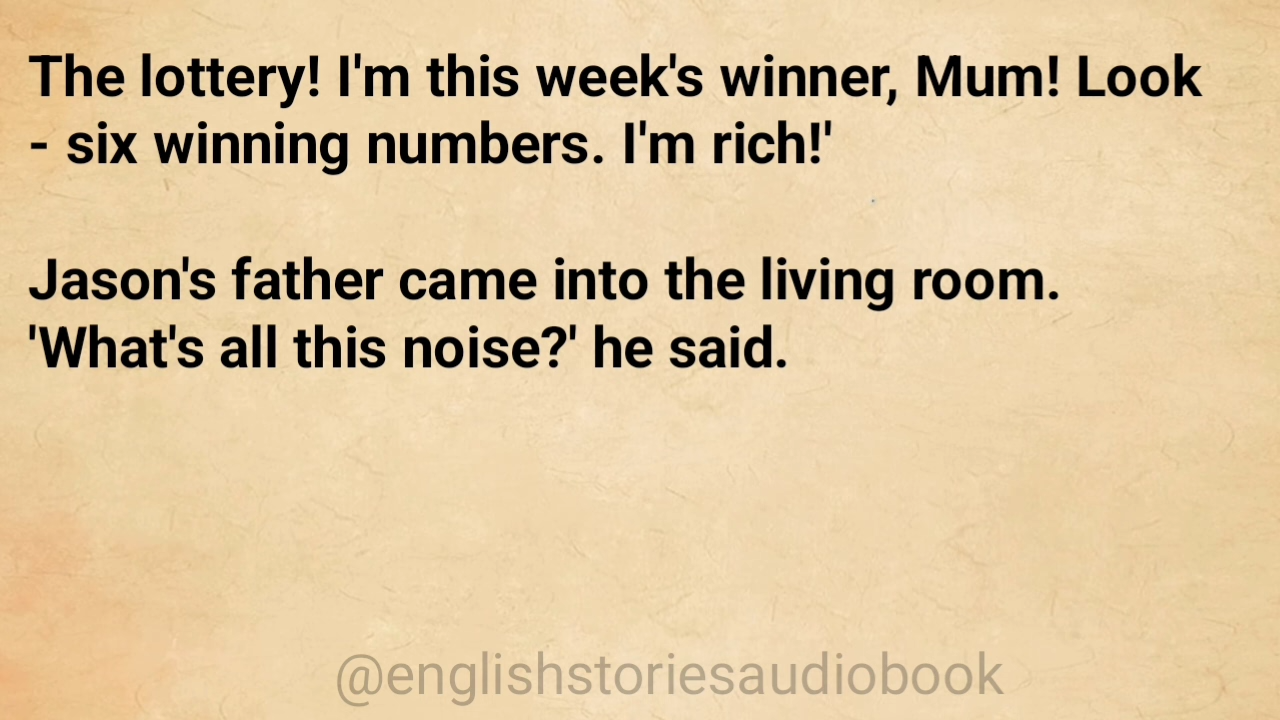 The lottery! I'm this week's winner, Mum! Look
- six winning numbers. I'm rich!'
Jason's father came into the living room.
'What's all this noise?' he said.
@englishstoriesaudiobook